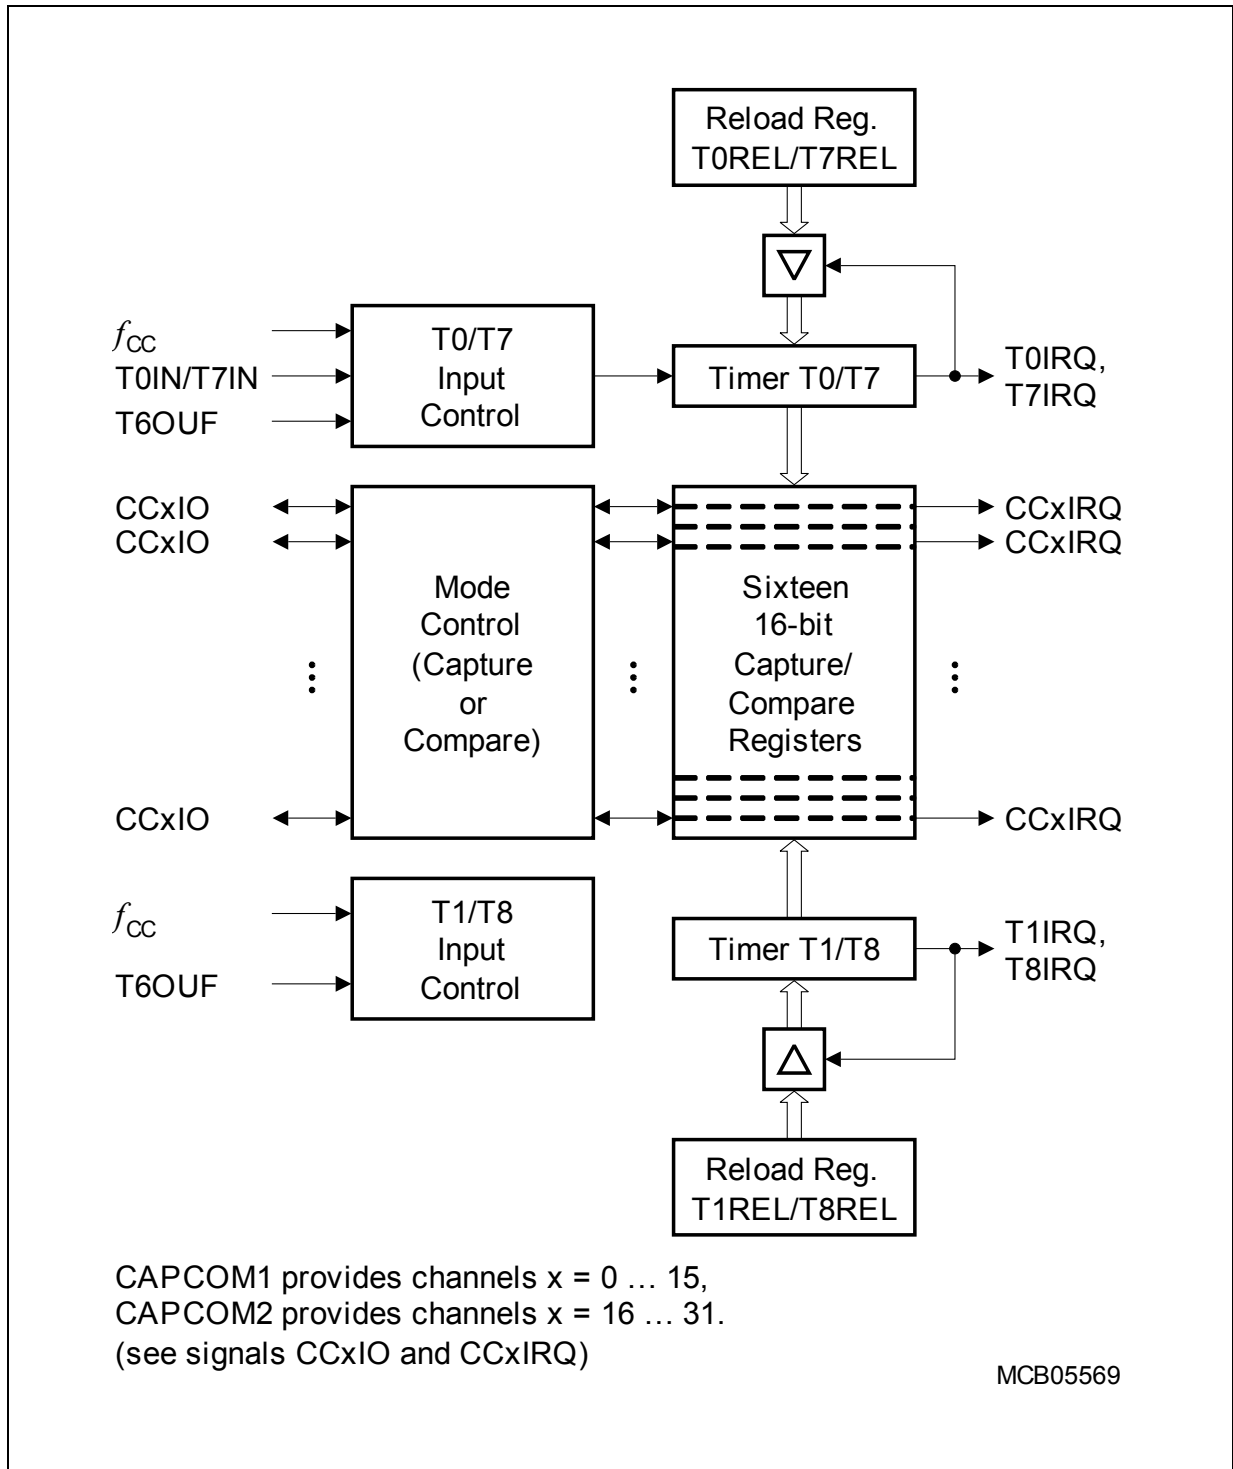 Reload Reg.
T0REL/T7REL
fCC
T0IN/T7IN
T6OUF
T0/T7
Input
Control
Timer T0/T7
T0IRQ,
T7IRQ
CCxIO
CCxIO
CCxIO
Mode
Control
(Capture
or
Compare)
Sixteen
16-bit
Capture/
Compare
Registers
CCxIRQ
CCxIRQ
CCxIRQ
fCC
T6OUF
T1/T8
Input
Control
Timer T1/T8
T1IRQ,
T8IRQ
Reload Reg.
T1REL/T8REL
CAPCOM1 provides channels x = 0 … 15,
CAPCOM2 provides channels x = 16 … 31.
(see signals CCxIO and CCxIRQ)
MCB05569